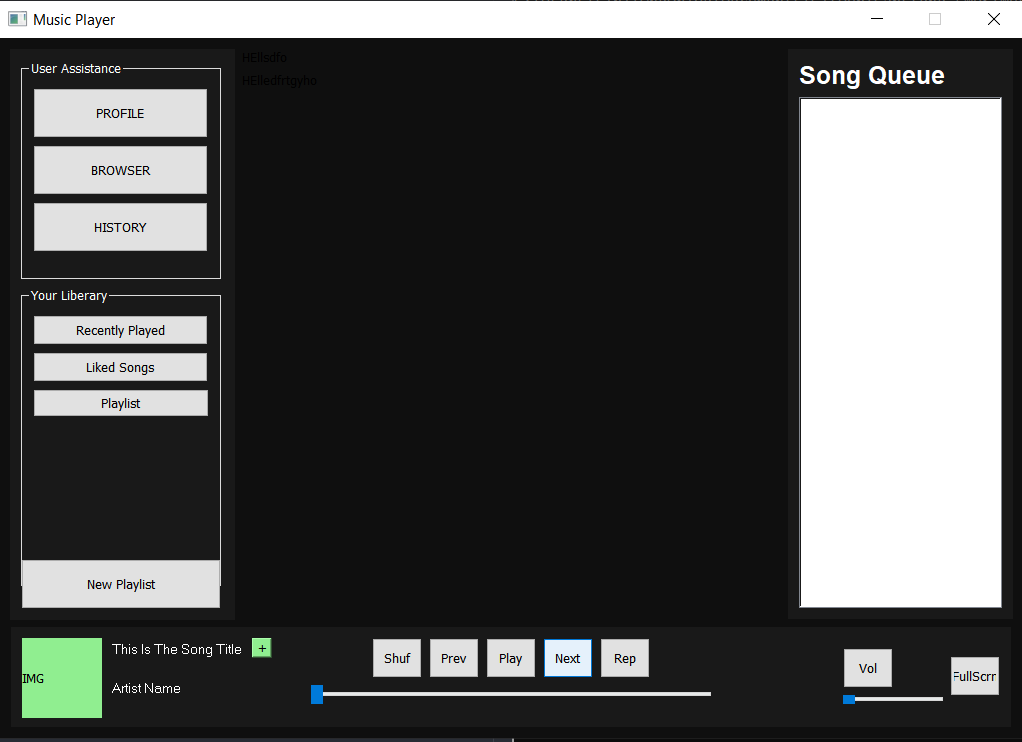 Music Player
User Assistance
PROFILE
BROWSER
HISTORY
Your Liberary
Recently Played
Liked Songs
Playlist
New Playlist
HEllsdfo
HElledfrtgyho
Song Queue
IMG
This Is The Song Title +
Artist Name
Shuf Prev Play Next Rep
Vol
FullScrr